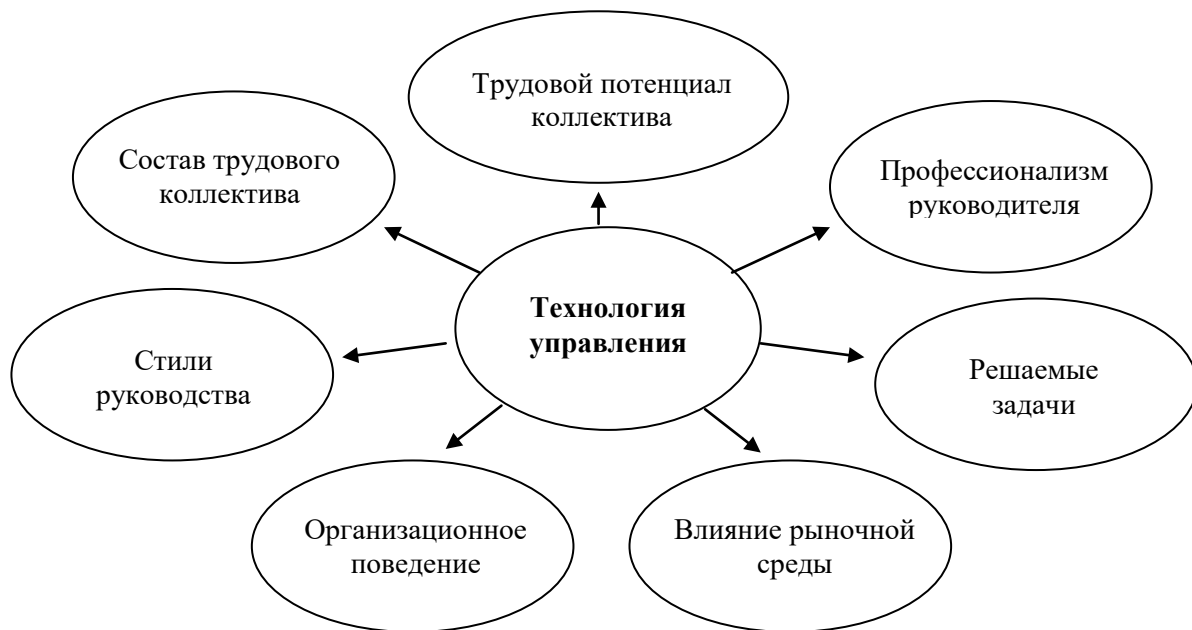 Трудовой потенциал
коллектива
Состав трудового
коллектива
Профессионализм
руководителя
Технология
управления
Стили
руководства
Решаемые
задачи
Организационное
поведение
Влияние рыночной
среды